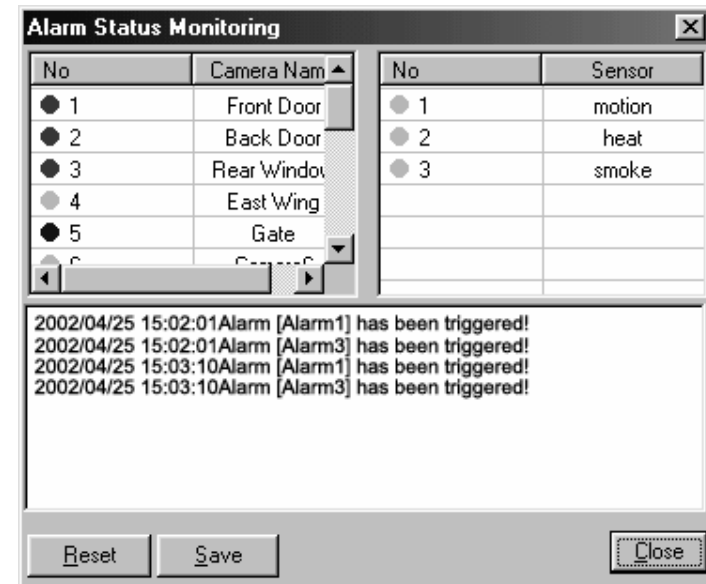 Alarm Status Monitoring
No Camera Nam
1 Front Door
2 Back Door
3 Rear Window
4 East Wing
5 Gate
No Sensor
1 motion
2 heat
3 smoke
2002/04/25 15:02:01Alarm [Alarm1] has been triggered!
2002/04/25 15:02:01Alarm [Alarm3] has been triggered!
2002/04/25 15:03:10Alarm [Alarm1] has been triggered!
2002/04/25 15:03:10Alarm [Alarm3] has been triggered!
Reset Save Close